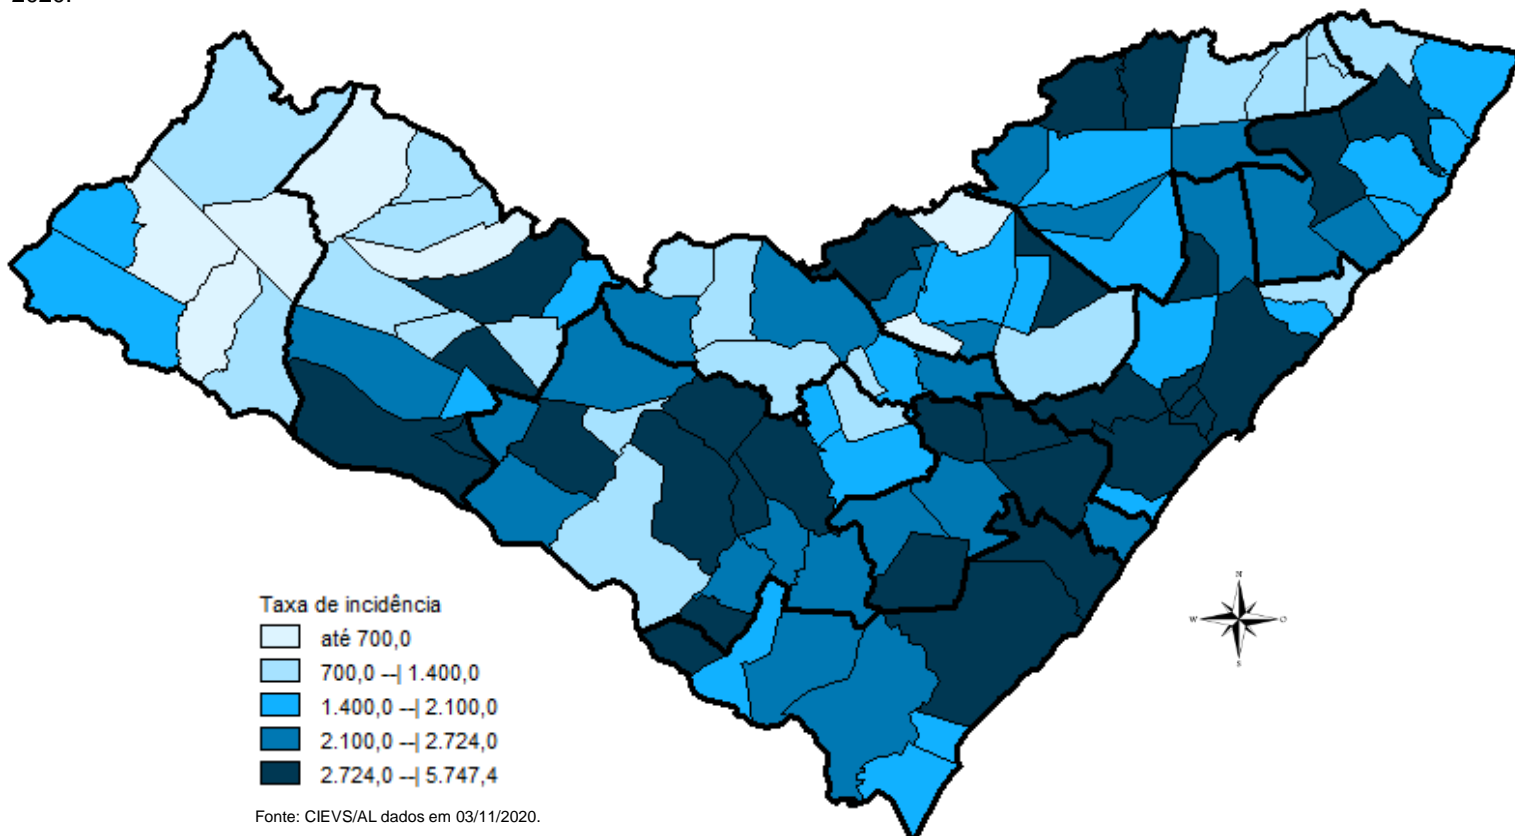 2020.
N
W
O
S
Taxa de incidência
até 700,0
700,0 --| 1.400,0
1.400,0 --| 2.100,0
2.100,0 --| 2.724,0
2.724,0 --| 5.747,4
Fonte: CIEVS/AL dados em 03/11/2020.